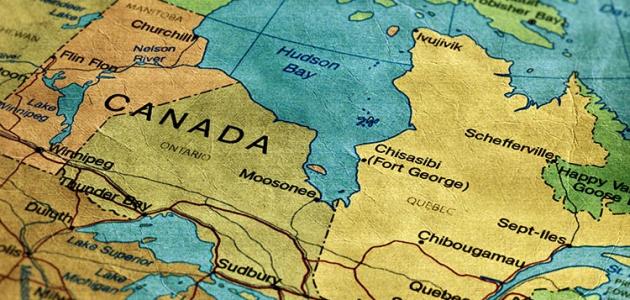 MANITOBA
Churchill
Nelson
River
Flin Flon
Lake
Winnipeg
Winnipeg
CANADA
ONTARIO
Hudson
Bay
Ivujivik
Chisasibi
(Fort George)
Moosonee
QUEBEC
Schefferville
Happy Va
Goose
Sept-Iles
Chibougamau
Quebec
Thunder Bay
Duluth
Lake Superior
Lake
Michigan
Sudbury